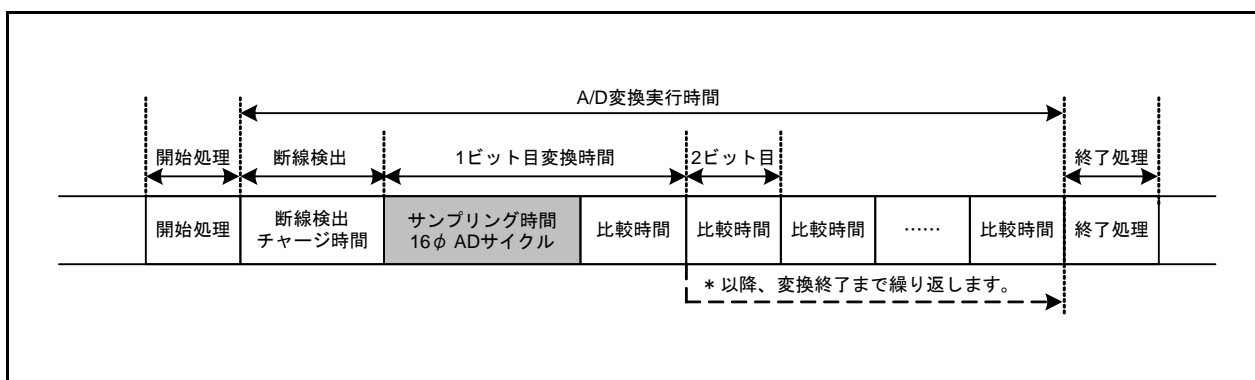 A/D変換実行時間
開始処理
断線検出
1ビット目変換時間
2ビット目
終了処理
開始処理
断線検出
チャージ時間
サンプリング時間
16φ ADサイクル
比較時間
比較時間
比較時間
……
比較時間
終了処理
* 以降、変換終了まで繰り返します。